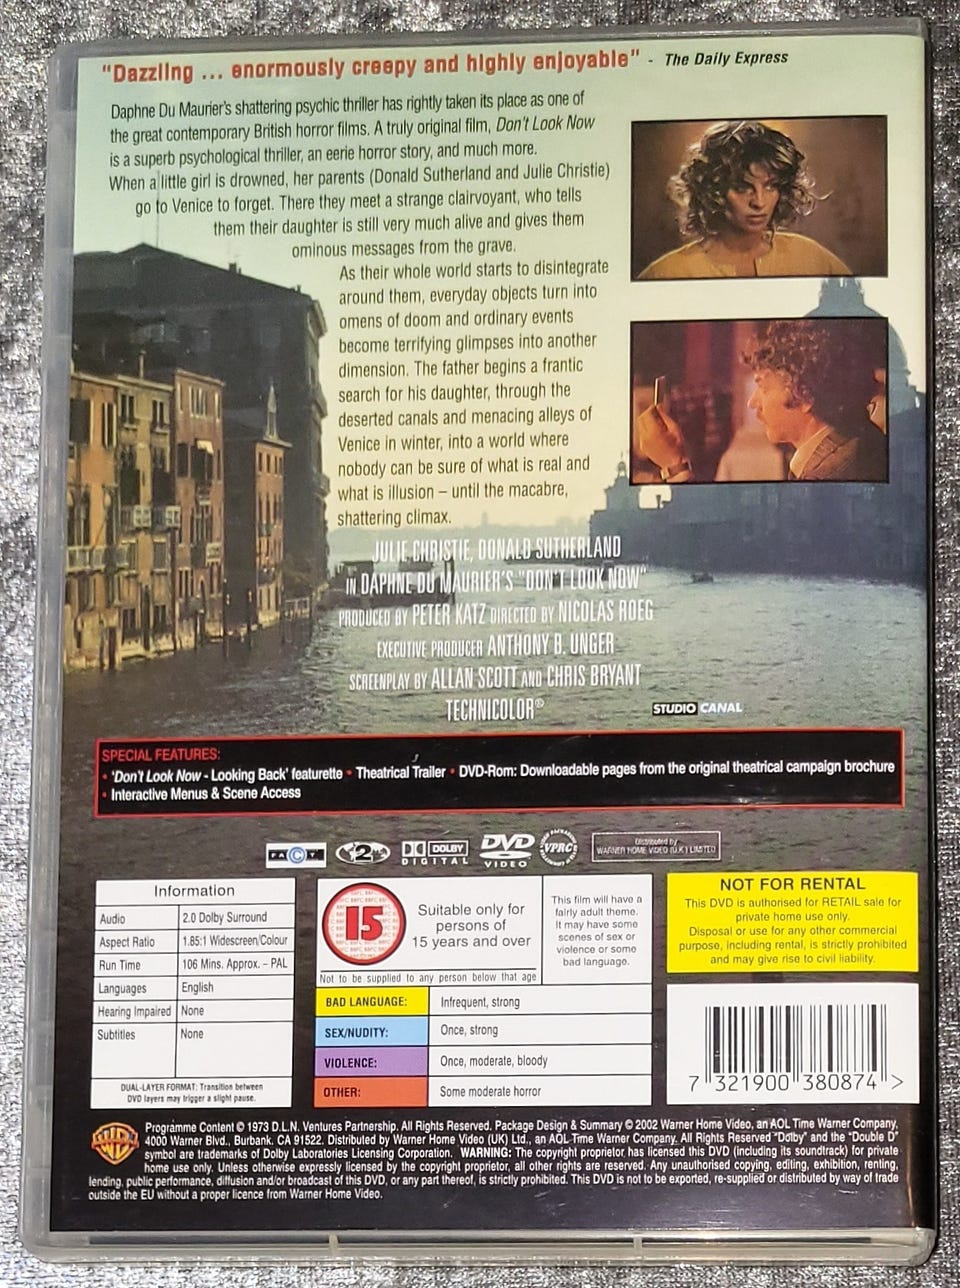 "Dazzling ... enormously creepy and highly enjoyable" - The Daily Express
Daphne Du Maurier's shattering psychic thriller has rightly taken its place as one of
the great contemporary British horror films. A truly original film, Don't Look Now
is a superb psychological thriller, an eerie horror story, and much more.
When a little girl is drowned, her parents (Donald Sutherland and Julie Christie)
go to Venice to forget. There they meet a strange clairvoyant, who tells
them their daughter is still very much alive and gives them
ominous messages from the grave.
As their whole world starts to disintegrate
around them, everyday objects turn into
omens of doom and ordinary events
become terrifying glimpses into another
dimension. The father begins a frantic
search for his daughter, through the
deserted canals and menacing alleys of
Venice in winter, into a world where
nobody can be sure of what is real and
what is illusion – until the macabre,
shattering climax.
JULIE CHRISTIE, DONALD SUTHERLAND
IN DAPHNE DU MAURIER'S "DON'T LOOK NOW"
PRODUCED BY PETER KATZ DIRECTED BY NICOLAS ROEG
EXECUTIVE PRODUCER ANTHONY B. UNGER
SCREENPLAY BY ALLAN SCOTT AND CHRIS BRYANT
TECHNICOLOR®
STUDIO CANAL
SPECIAL FEATURES:
• 'Don't Look Now - Looking Back' featurette • Theatrical Trailer • DVD-Rom: Downloadable pages from the original theatrical campaign brochure
• Interactive Menus & Scene Access
FACT 2 DOLBY DIGITAL DVD VIDEO VPRC
Distributed by
WARNER HOME VIDEO (U.K.) LIMITED
Information
Audio 2.0 Dolby Surround
Aspect Ratio 1.85:1 Widescreen/Colour
Run Time 106 Mins. Approx. – PAL
Languages English
Hearing Impaired None
Subtitles None
DUAL-LAYER FORMAT: Transition between
DVD layers may trigger a slight pause.
15
Suitable only for
persons of
15 years and over
Not to be supplied to any person below that age
This film will have a
fairly adult theme.
It may have some
scenes of sex or
violence or some
bad language.
BAD LANGUAGE: Infrequent, strong
SEX/NUDITY: Once, strong
VIOLENCE: Once, moderate, bloody
OTHER: Some moderate horror
NOT FOR RENTAL
This DVD is authorised for RETAIL sale for
private home use only.
Disposal or use for any other commercial
purpose, including rental, is strictly prohibited
and may give rise to civil liability.
7 321900 380874 >
WB
Programme Content © 1973 D.L.N. Ventures Partnership. All Rights Reserved. Package Design & Summary © 2002 Warner Home Video, an AOL Time Warner Company,
4000 Warner Blvd., Burbank, CA 91522. Distributed by Warner Home Video (UK) Ltd., an AOL Time Warner Company. All Rights Reserved "Dolby" and the "Double D"
symbol are trademarks of Dolby Laboratories Licensing Corporation. WARNING: The copyright proprietor has licensed this DVD (including its soundtrack) for private
home use only. Unless otherwise expressly licensed by the copyright proprietor, all other rights are reserved. Any unauthorised copying, editing, exhibition, renting,
lending, public performance, diffusion and/or broadcast of this DVD, or any part thereof, is strictly prohibited. This DVD is not to be exported, re-supplied or distributed by way of trade
outside the EU without a proper licence from Warner Home Video.